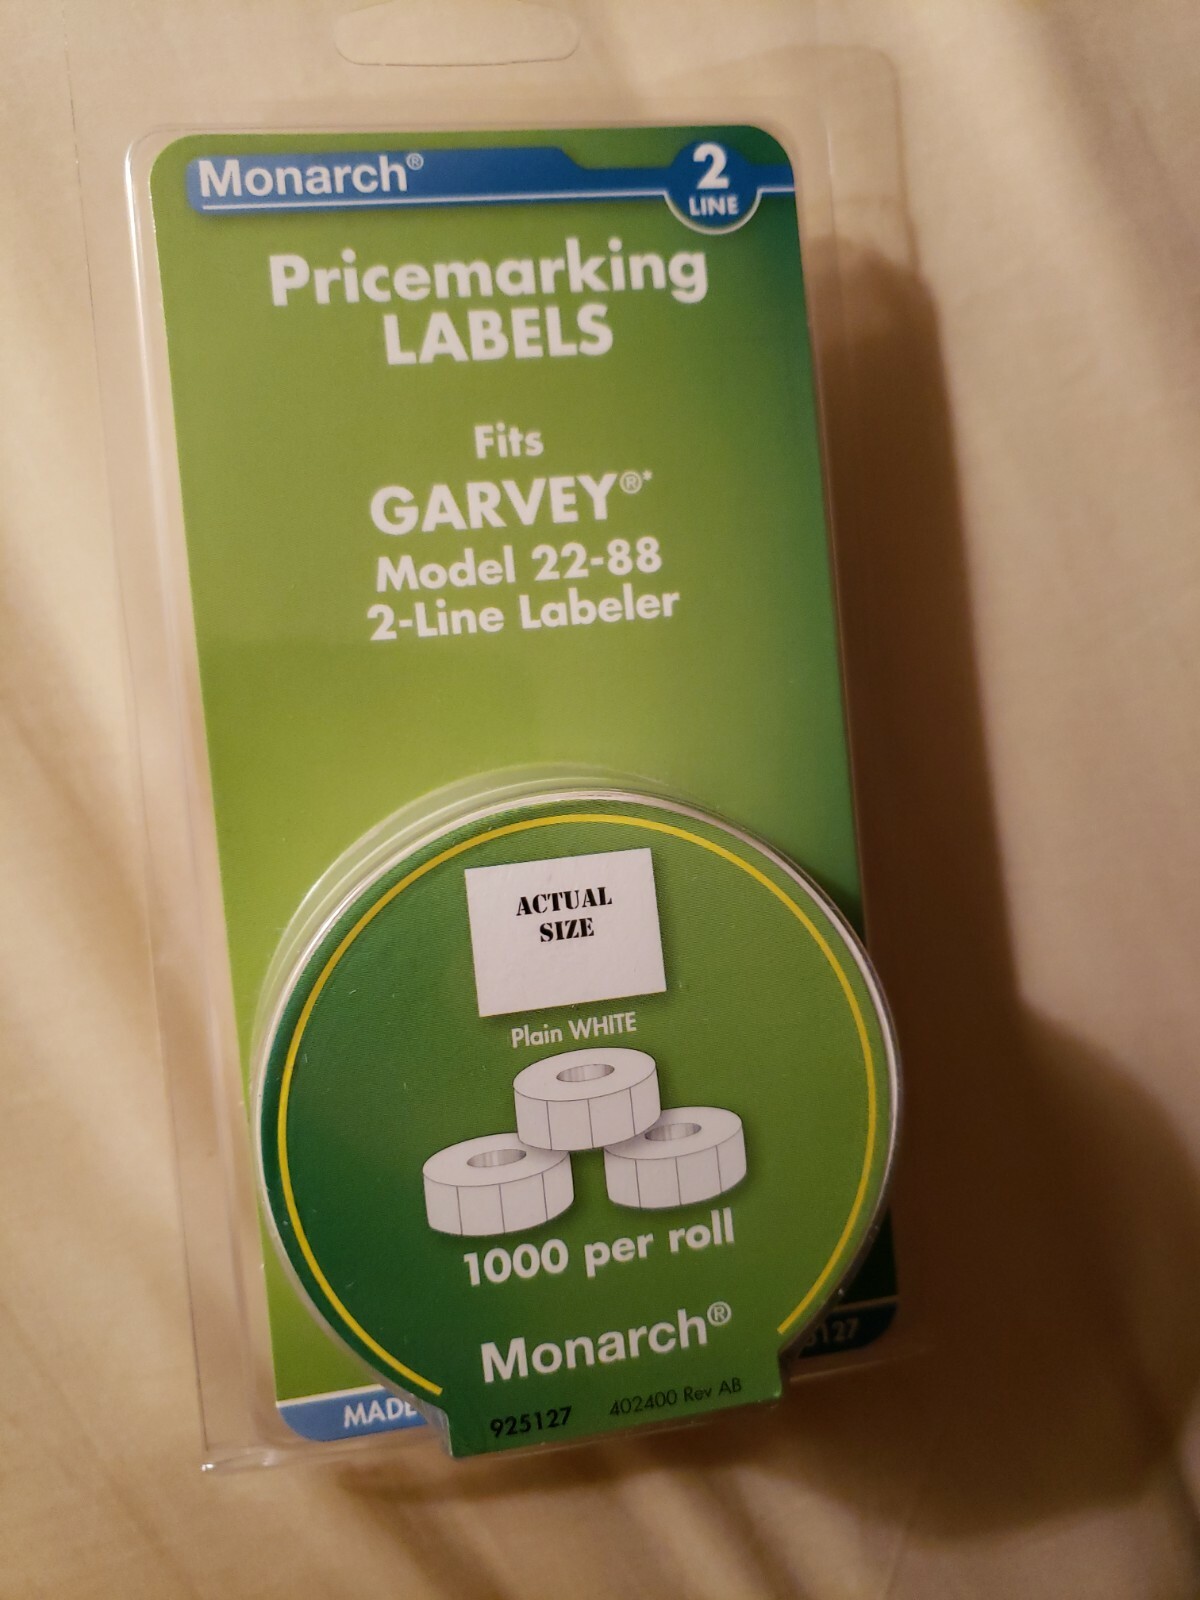 Monarch®
2
LINE
Pricemarking
LABELS
Fits
GARVEY®*
Model 22-88
2-Line Labeler
ACTUAL
SIZE
Plain WHITE
1000 per roll
Monarch®
MADE
925127 402400 Rev AB